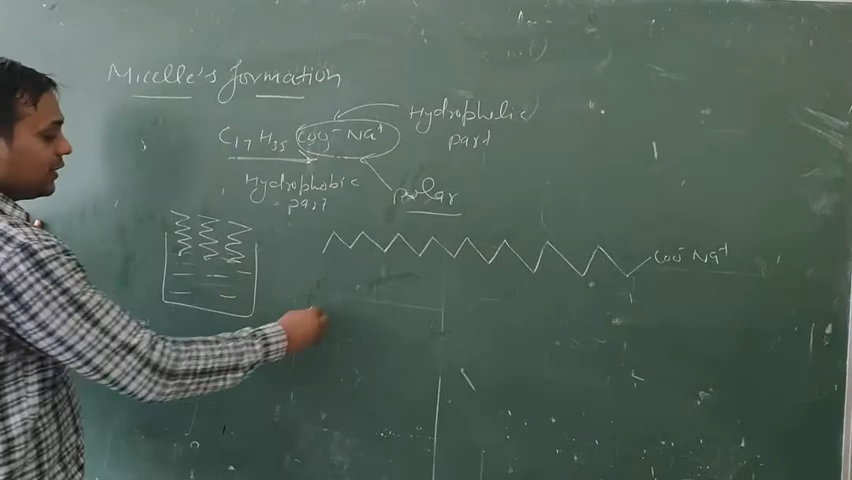 Micelle's formation
C17 H35 COO⁻ Na⁺
Hydrophilic
part
Hydrophobic
part
polar
COO⁻ Na⁺